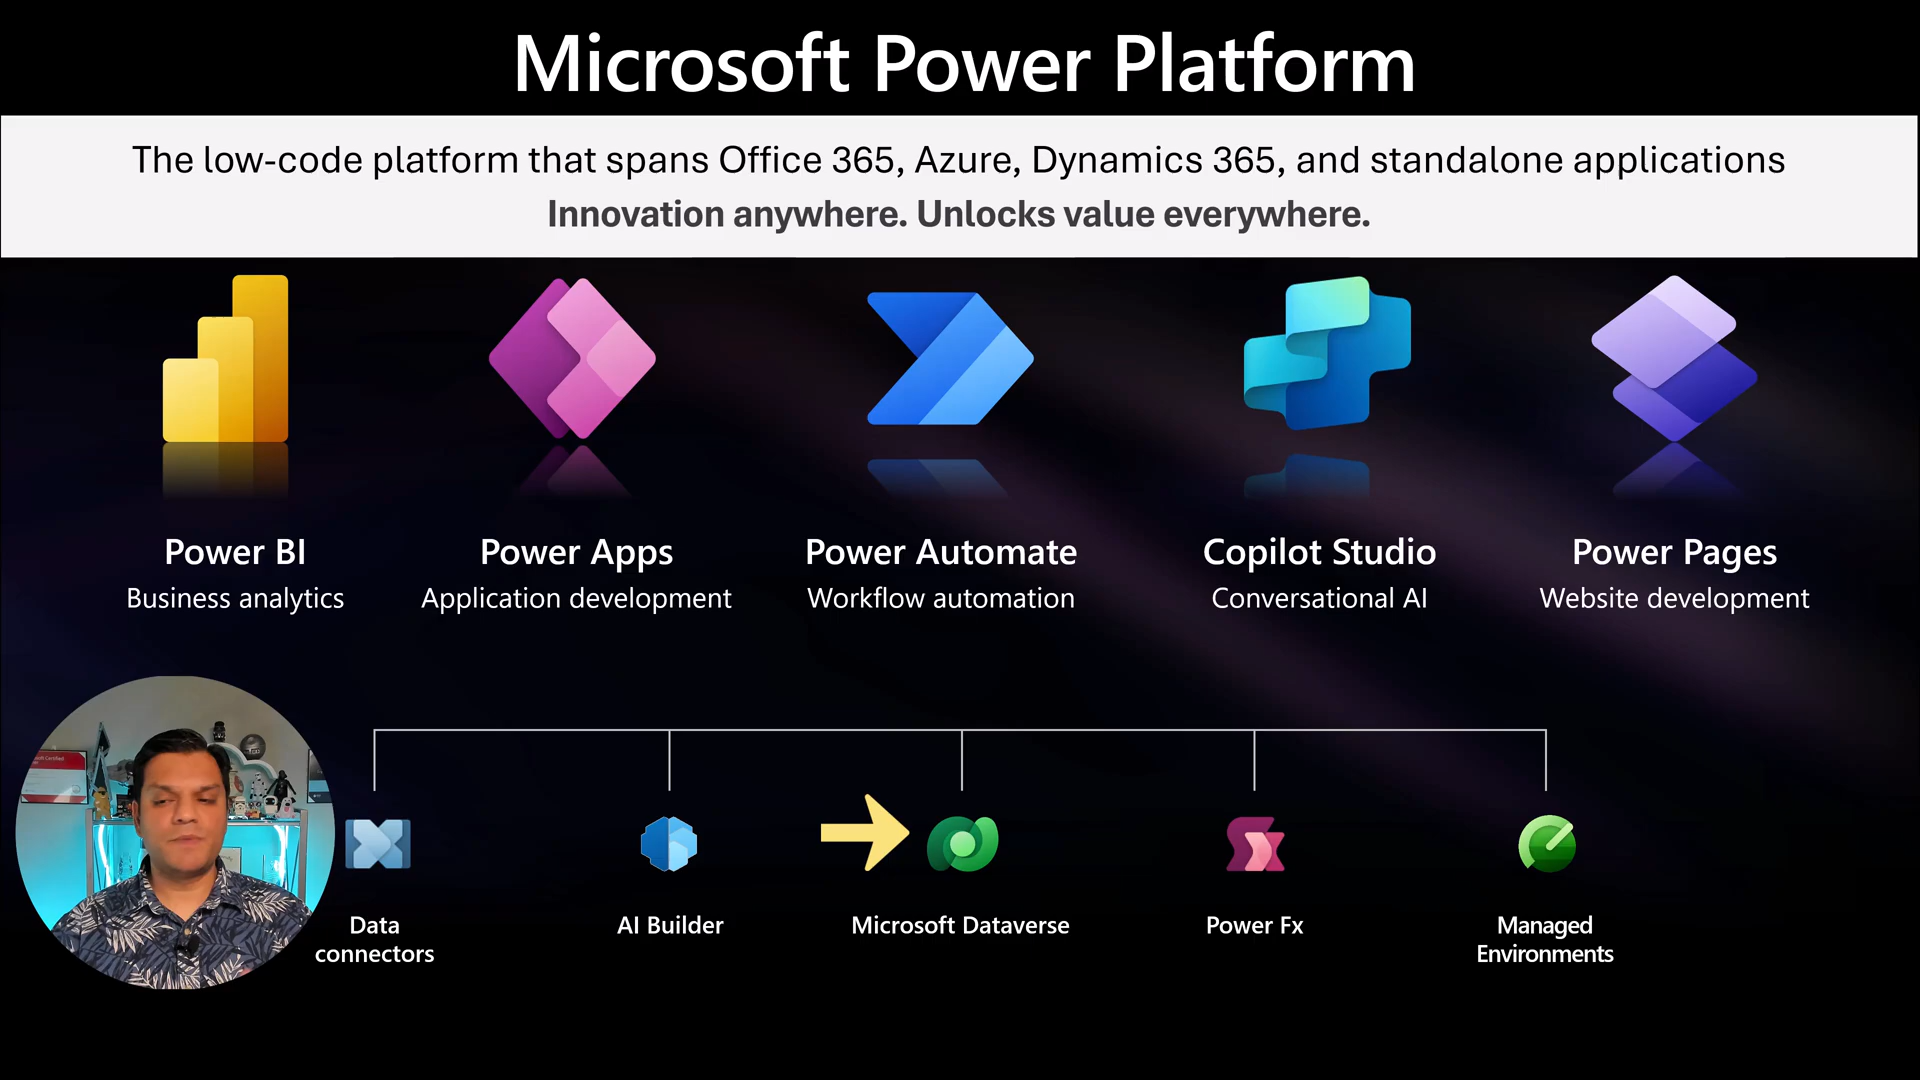 Microsoft Power Platform
The low-code platform that spans Office 365, Azure, Dynamics 365, and standalone applications
Innovation anywhere. Unlocks value everywhere.
Power BI
Business analytics
Power Apps
Application development
Power Automate
Workflow automation
Copilot Studio
Conversational AI
Power Pages
Website development
Data
connectors
AI Builder
Microsoft Dataverse
Power Fx
Managed
Environments